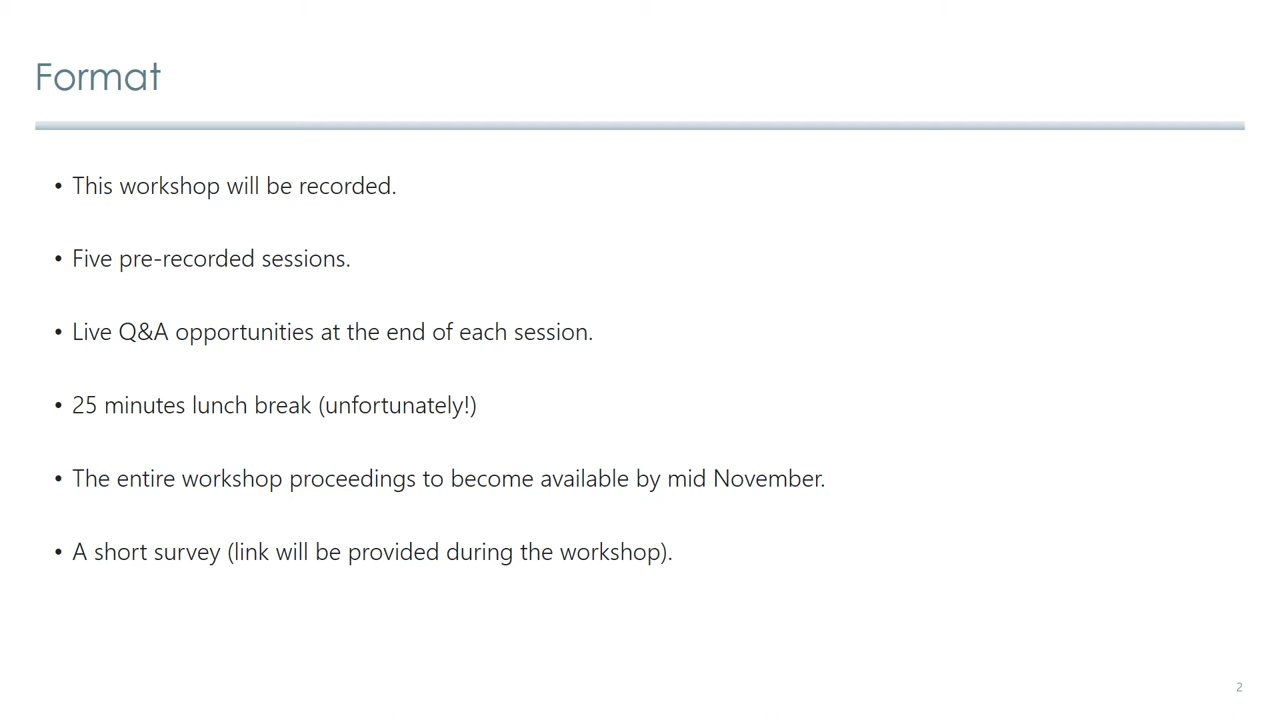 Format
• This workshop will be recorded.
• Five pre-recorded sessions.
• Live Q&A opportunities at the end of each session.
• 25 minutes lunch break (unfortunately!)
• The entire workshop proceedings to become available by mid November.
• A short survey (link will be provided during the workshop).
2